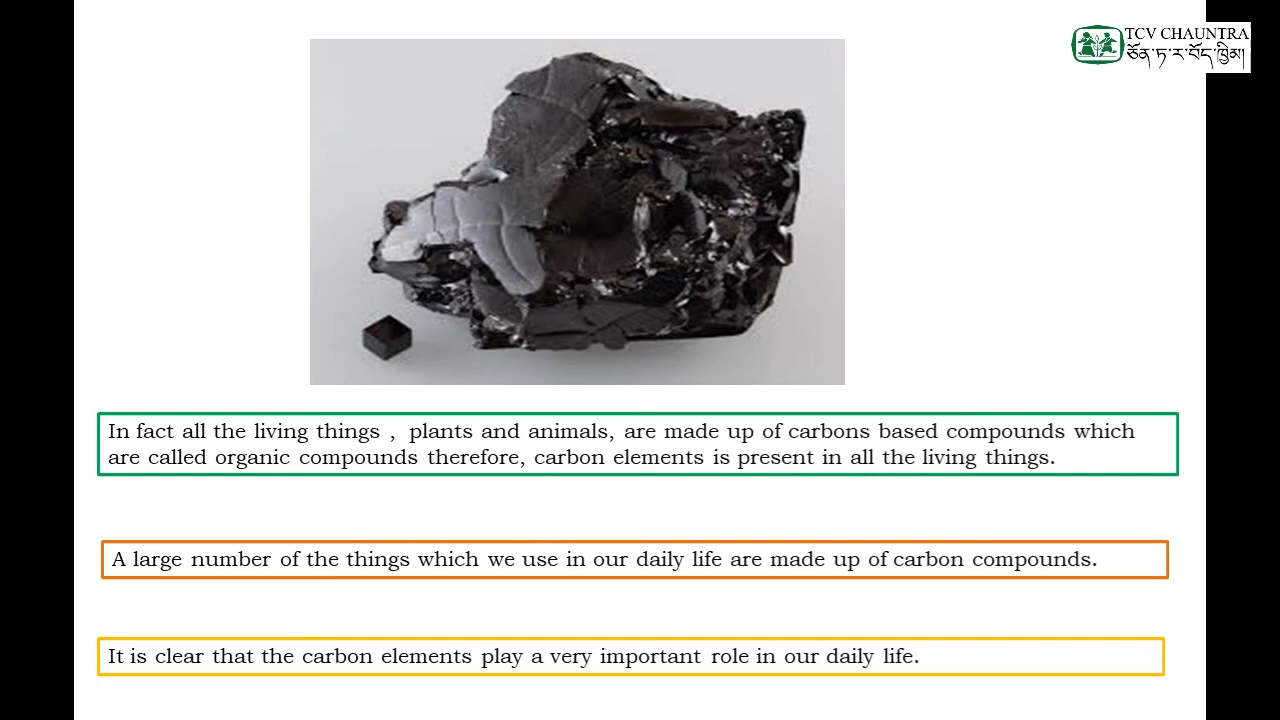 TCV CHAUNTRA
ཅོན་ཏ་ར་བོད་ཁྱིམ།
In fact all the living things , plants and animals, are made up of carbons based compounds which
are called organic compounds therefore, carbon elements is present in all the living things.
A large number of the things which we use in our daily life are made up of carbon compounds.
It is clear that the carbon elements play a very important role in our daily life.